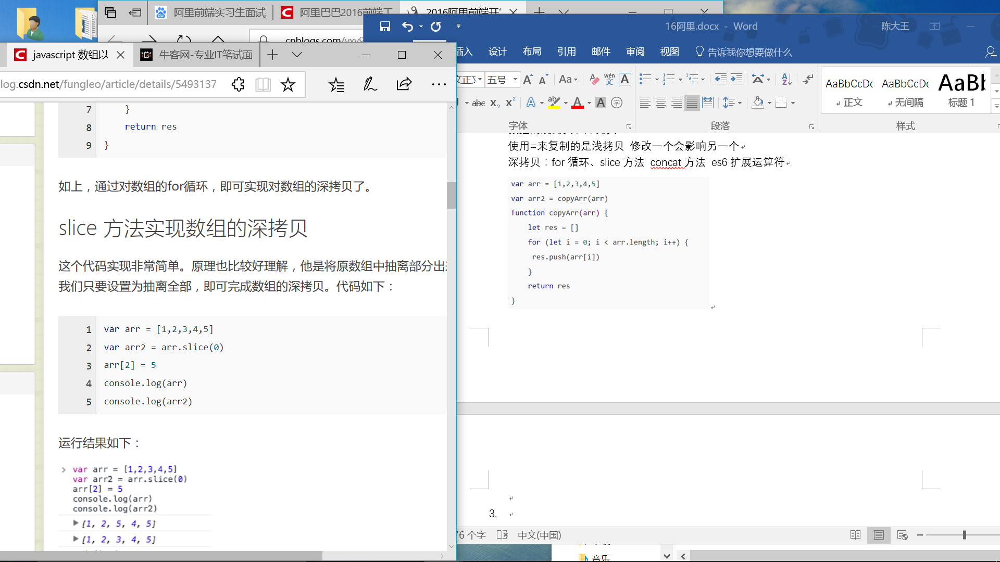 阿里前端实习生面试
阿里巴巴2016前端工
2016阿里前端开
cnblogs.com/yxy9
javascript 数组以
牛客网-专业IT笔试面
log.csdn.net/fungleo/article/details/5493137
7 }
8 return res
9 }
如上，通过对数组的for循环，即可实现对数组的深拷贝了。
slice 方法实现数组的深拷贝
这个代码实现非常简单。原理也比较好理解，他是将原数组中抽离部分出
我们只要设置为抽离全部，即可完成数组的深拷贝。代码如下：
1 var arr = [1,2,3,4,5]
2 var arr2 = arr.slice(0)
3 arr[2] = 5
4 console.log(arr)
5 console.log(arr2)
运行结果如下：
> var arr = [1,2,3,4,5]
var arr2 = arr.slice(0)
arr[2] = 5
console.log(arr)
console.log(arr2)
[1, 2, 5, 4, 5]
[1, 2, 3, 4, 5]
16阿里.docx - Word
陈大王
插入 设计 布局 引用 邮件 审阅 视图 告诉我你想要做什么
五号
字体
段落
AaBbCcDc AaBbCcDc AaBb
正文 无间隔 标题 1
样式
使用=来复制的是浅拷贝 修改一个会影响另一个
深拷贝：for 循环、slice 方法 concat 方法 es6 扩展运算符
var arr = [1,2,3,4,5]
var arr2 = copyArr(arr)
function copyArr(arr) {
let res = []
for (let i = 0; i < arr.length; i++) {
res.push(arr[i])
}
return res
}
3.
76 个字 中文(中国)
音乐